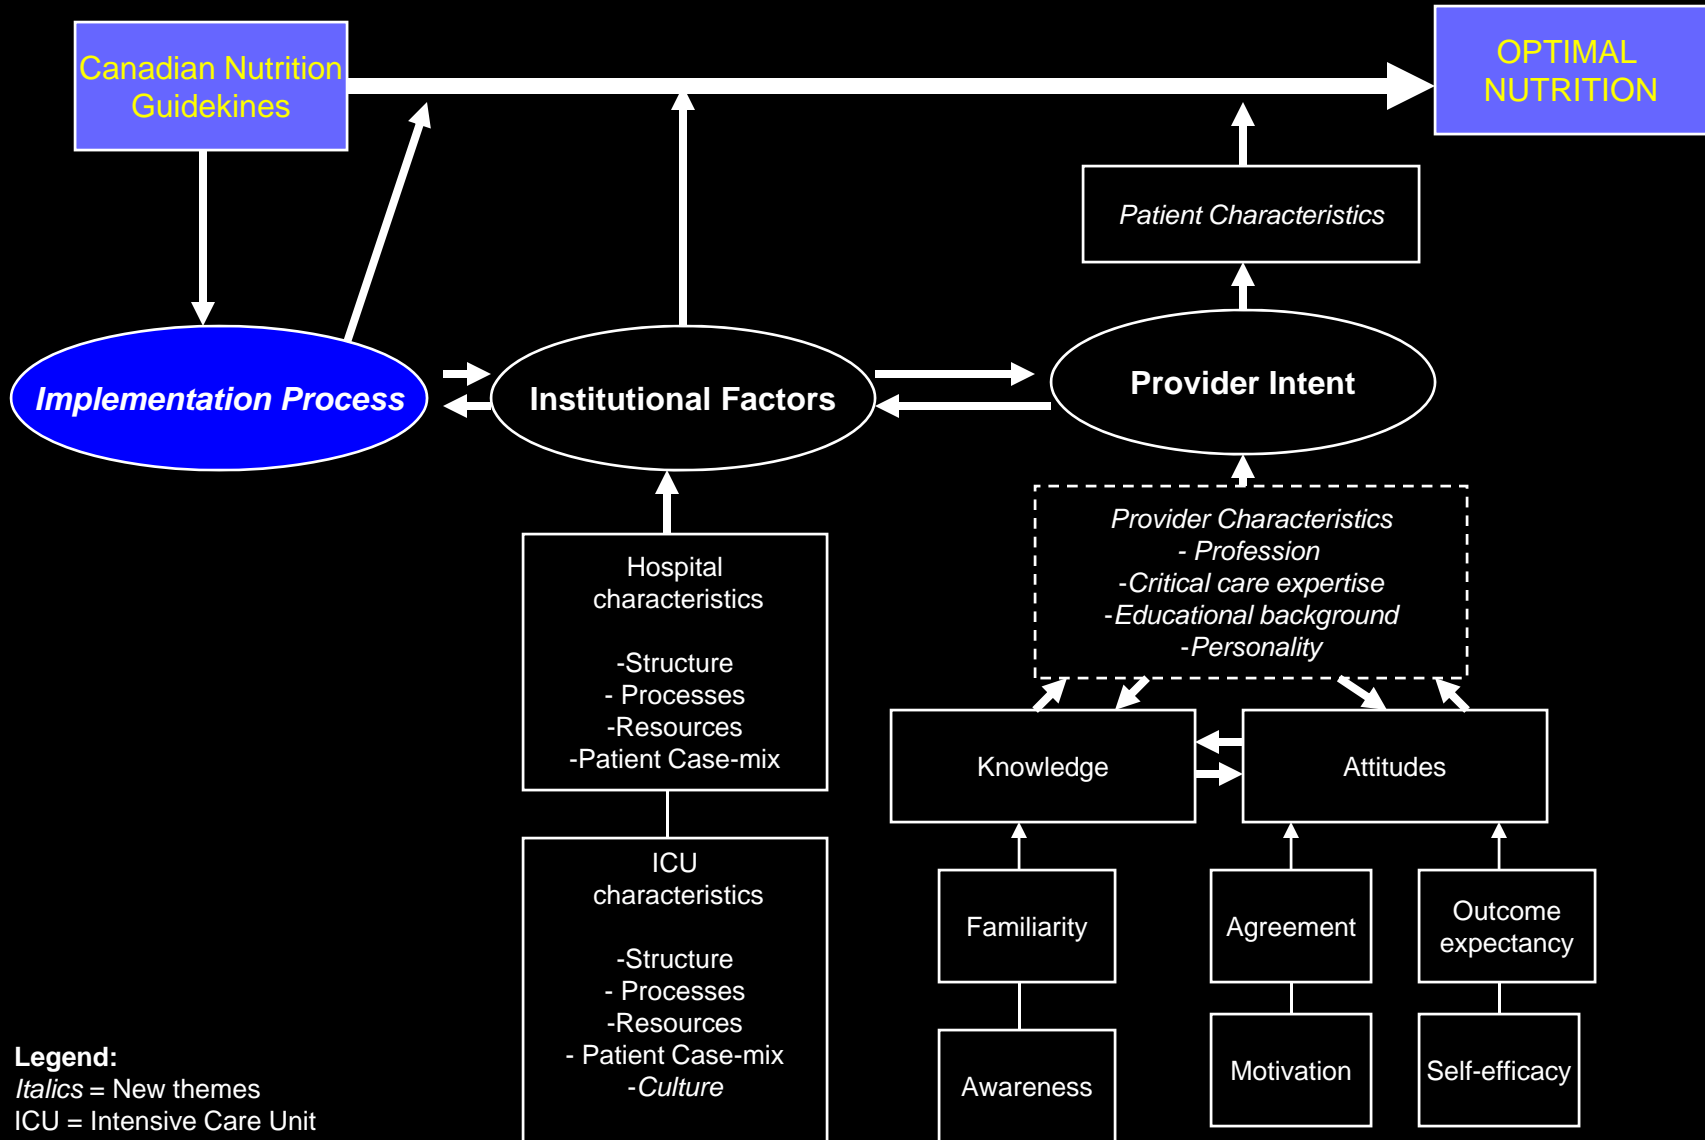 Canadian Nutrition
Guidekines
OPTIMAL
NUTRITION
Patient Characteristics
Implementation Process
Institutional Factors
Provider Intent
Hospital
characteristics
-Structure
- Processes
-Resources
-Patient Case-mix
Provider Characteristics
- Profession
-Critical care expertise
-Educational background
-Personality
Knowledge
Attitudes
ICU
characteristics
-Structure
- Processes
-Resources
- Patient Case-mix
-Culture
Familiarity
Agreement
Outcome
expectancy
Awareness
Motivation
Self-efficacy
Legend:
Italics = New themes
ICU = Intensive Care Unit